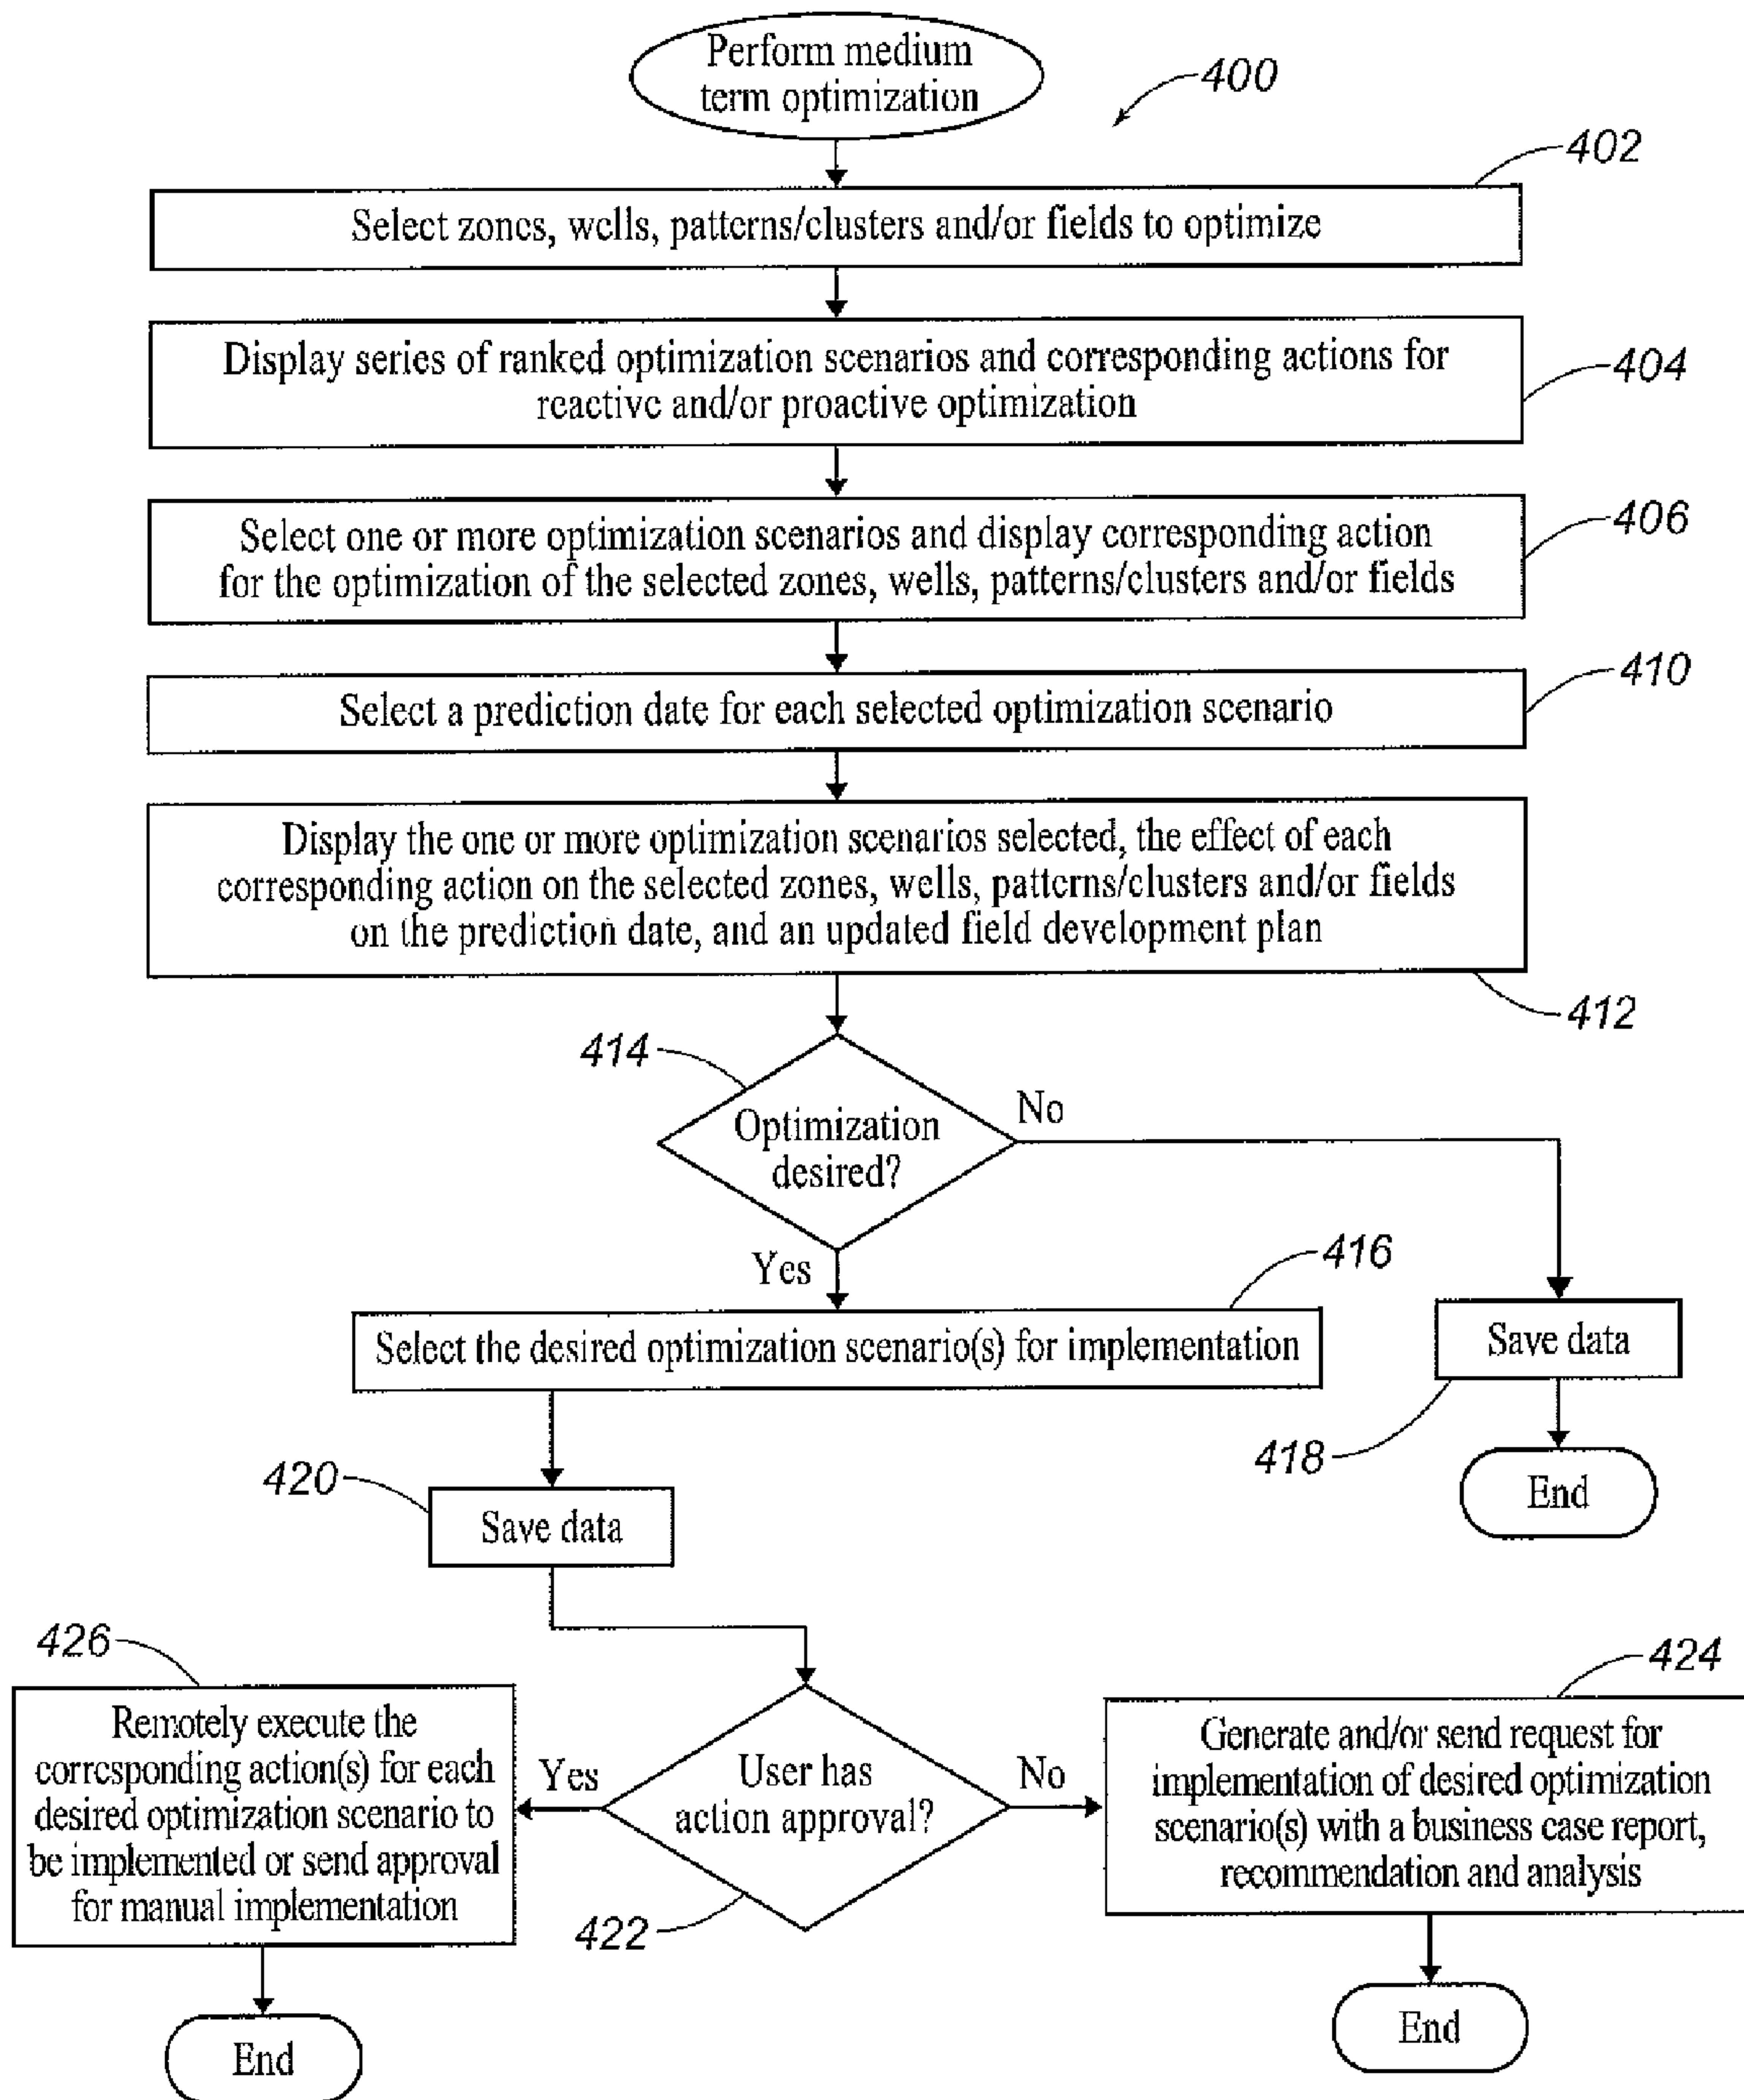 Perform medium
term optimization
400
402
Select zones, wells, patterns/clusters and/or fields to optimize
Display series of ranked optimization scenarios and corresponding actions for
reactive and/or proactive optimization
404
Select one or more optimization scenarios and display corresponding action
for the optimization of the selected zones, wells, patterns/clusters and/or fields
406
410
Select a prediction date for each selected optimization scenario
Display the one or more optimization scenarios selected, the effect of each
corresponding action on the selected zones, wells, patterns/clusters and/or fields
on the prediction date, and an updated field development plan
412
414
Optimization
desired?
No
Yes
416
Select the desired optimization scenario(s) for implementation
Save data
418
End
420
Save data
426
Remotely execute the
corresponding action(s) for each
desired optimization scenario to
be implemented or send approval
for manual implementation
Yes
User has
action approval?
No
422
424
Generate and/or send request for
implementation of desired optimization
scenario(s) with a business case report,
recommendation and analysis
End
End